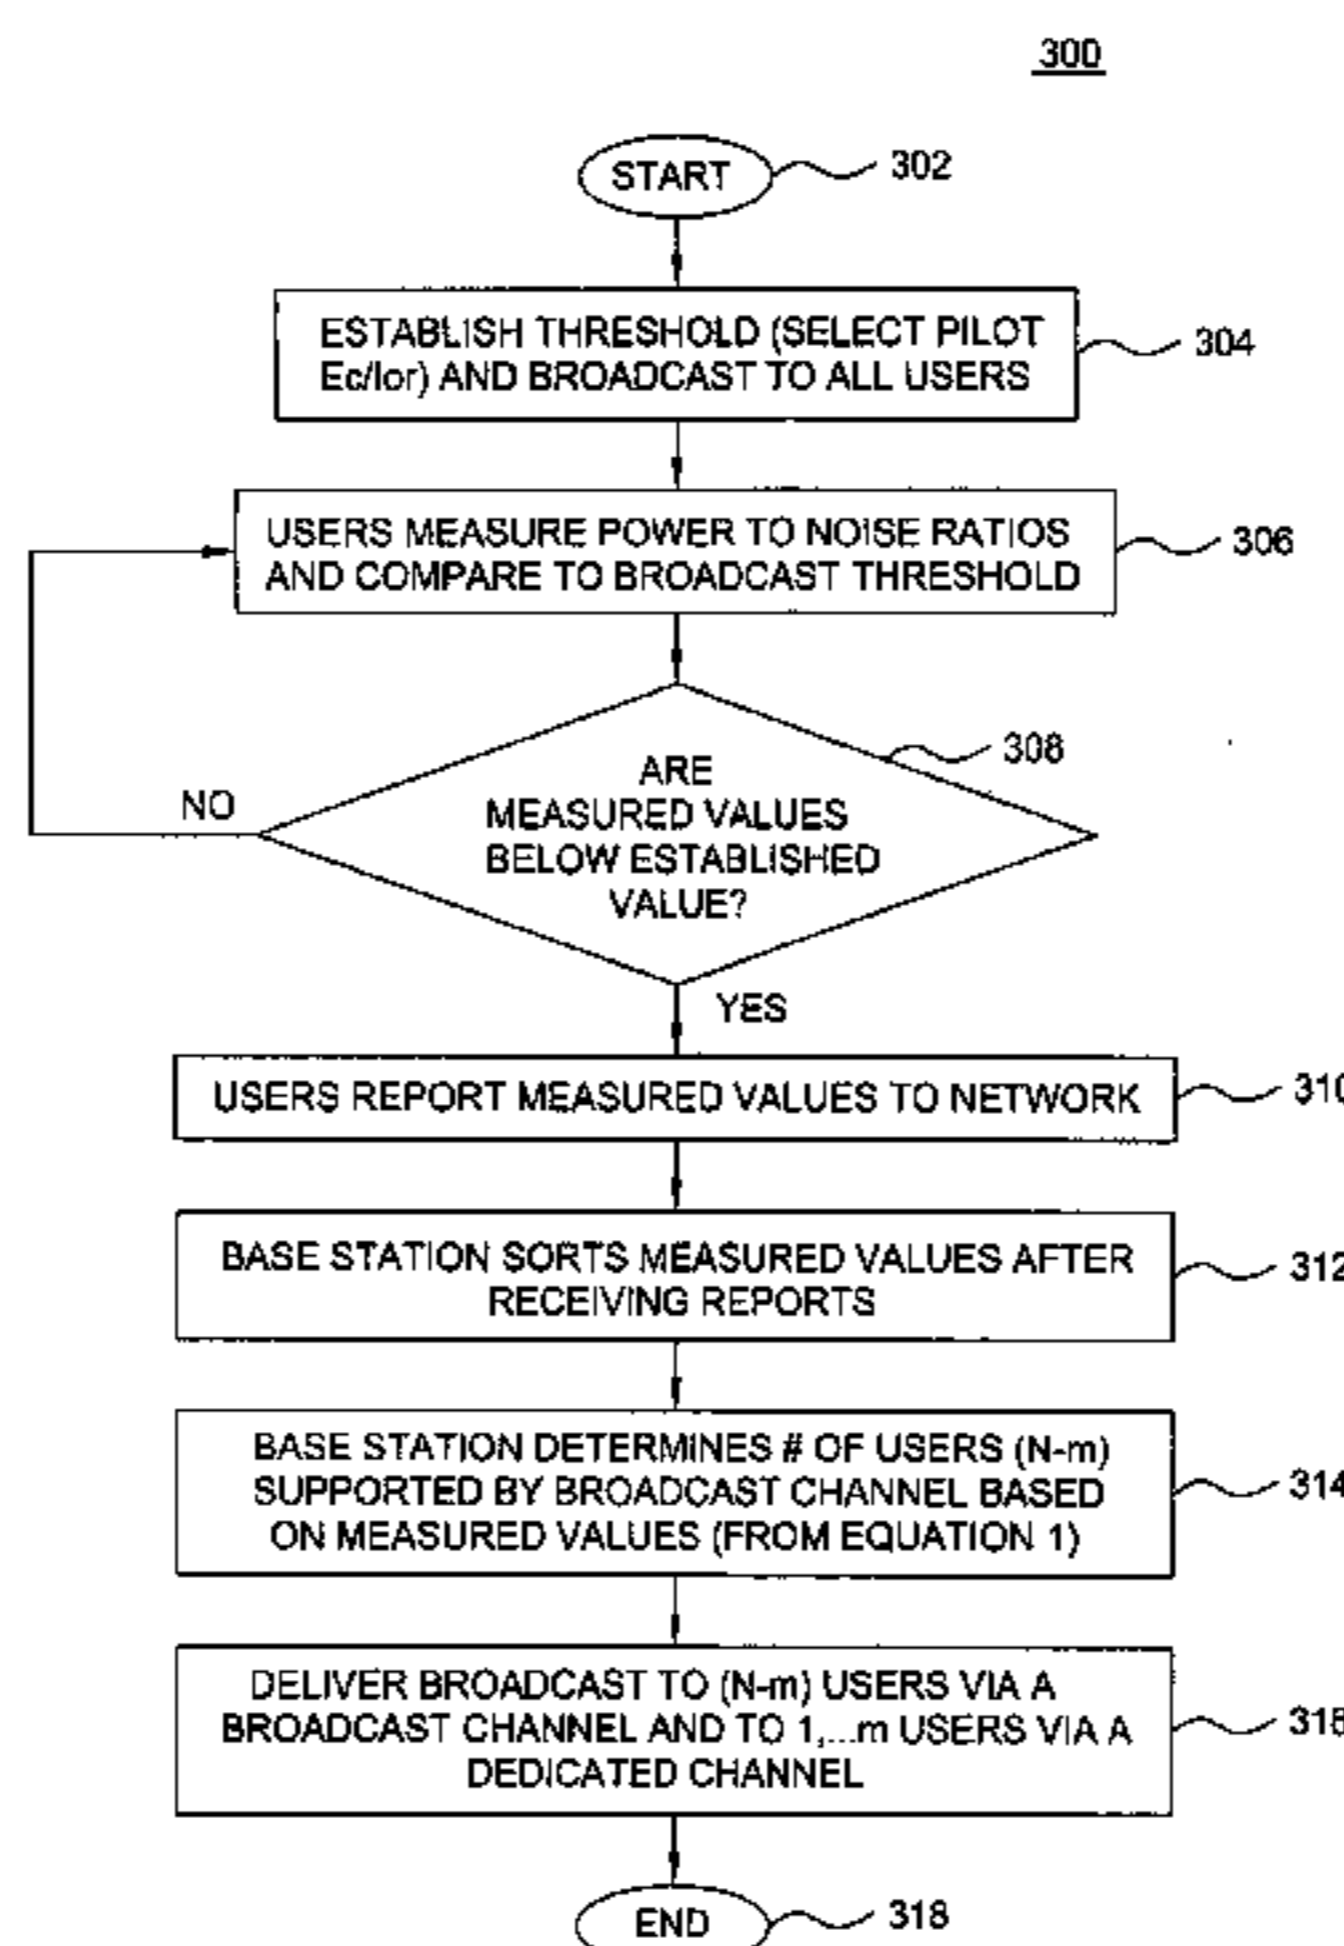 300
START
302
ESTABLISH THRESHOLD (SELECT PILOT
Ec/Ior) AND BROADCAST TO ALL USERS
304
USERS MEASURE POWER TO NOISE RATIOS
AND COMPARE TO BROADCAST THRESHOLD
306
ARE
MEASURED VALUES
BELOW ESTABLISHED
VALUE?
308
NO
YES
USERS REPORT MEASURED VALUES TO NETWORK
310
BASE STATION SORTS MEASURED VALUES AFTER
RECEIVING REPORTS
312
BASE STATION DETERMINES # OF USERS (N-m)
SUPPORTED BY BROADCAST CHANNEL BASED
ON MEASURED VALUES (FROM EQUATION 1)
314
DELIVER BROADCAST TO (N-m) USERS VIA A
BROADCAST CHANNEL AND TO 1,...m USERS VIA A
DEDICATED CHANNEL
318
END
318